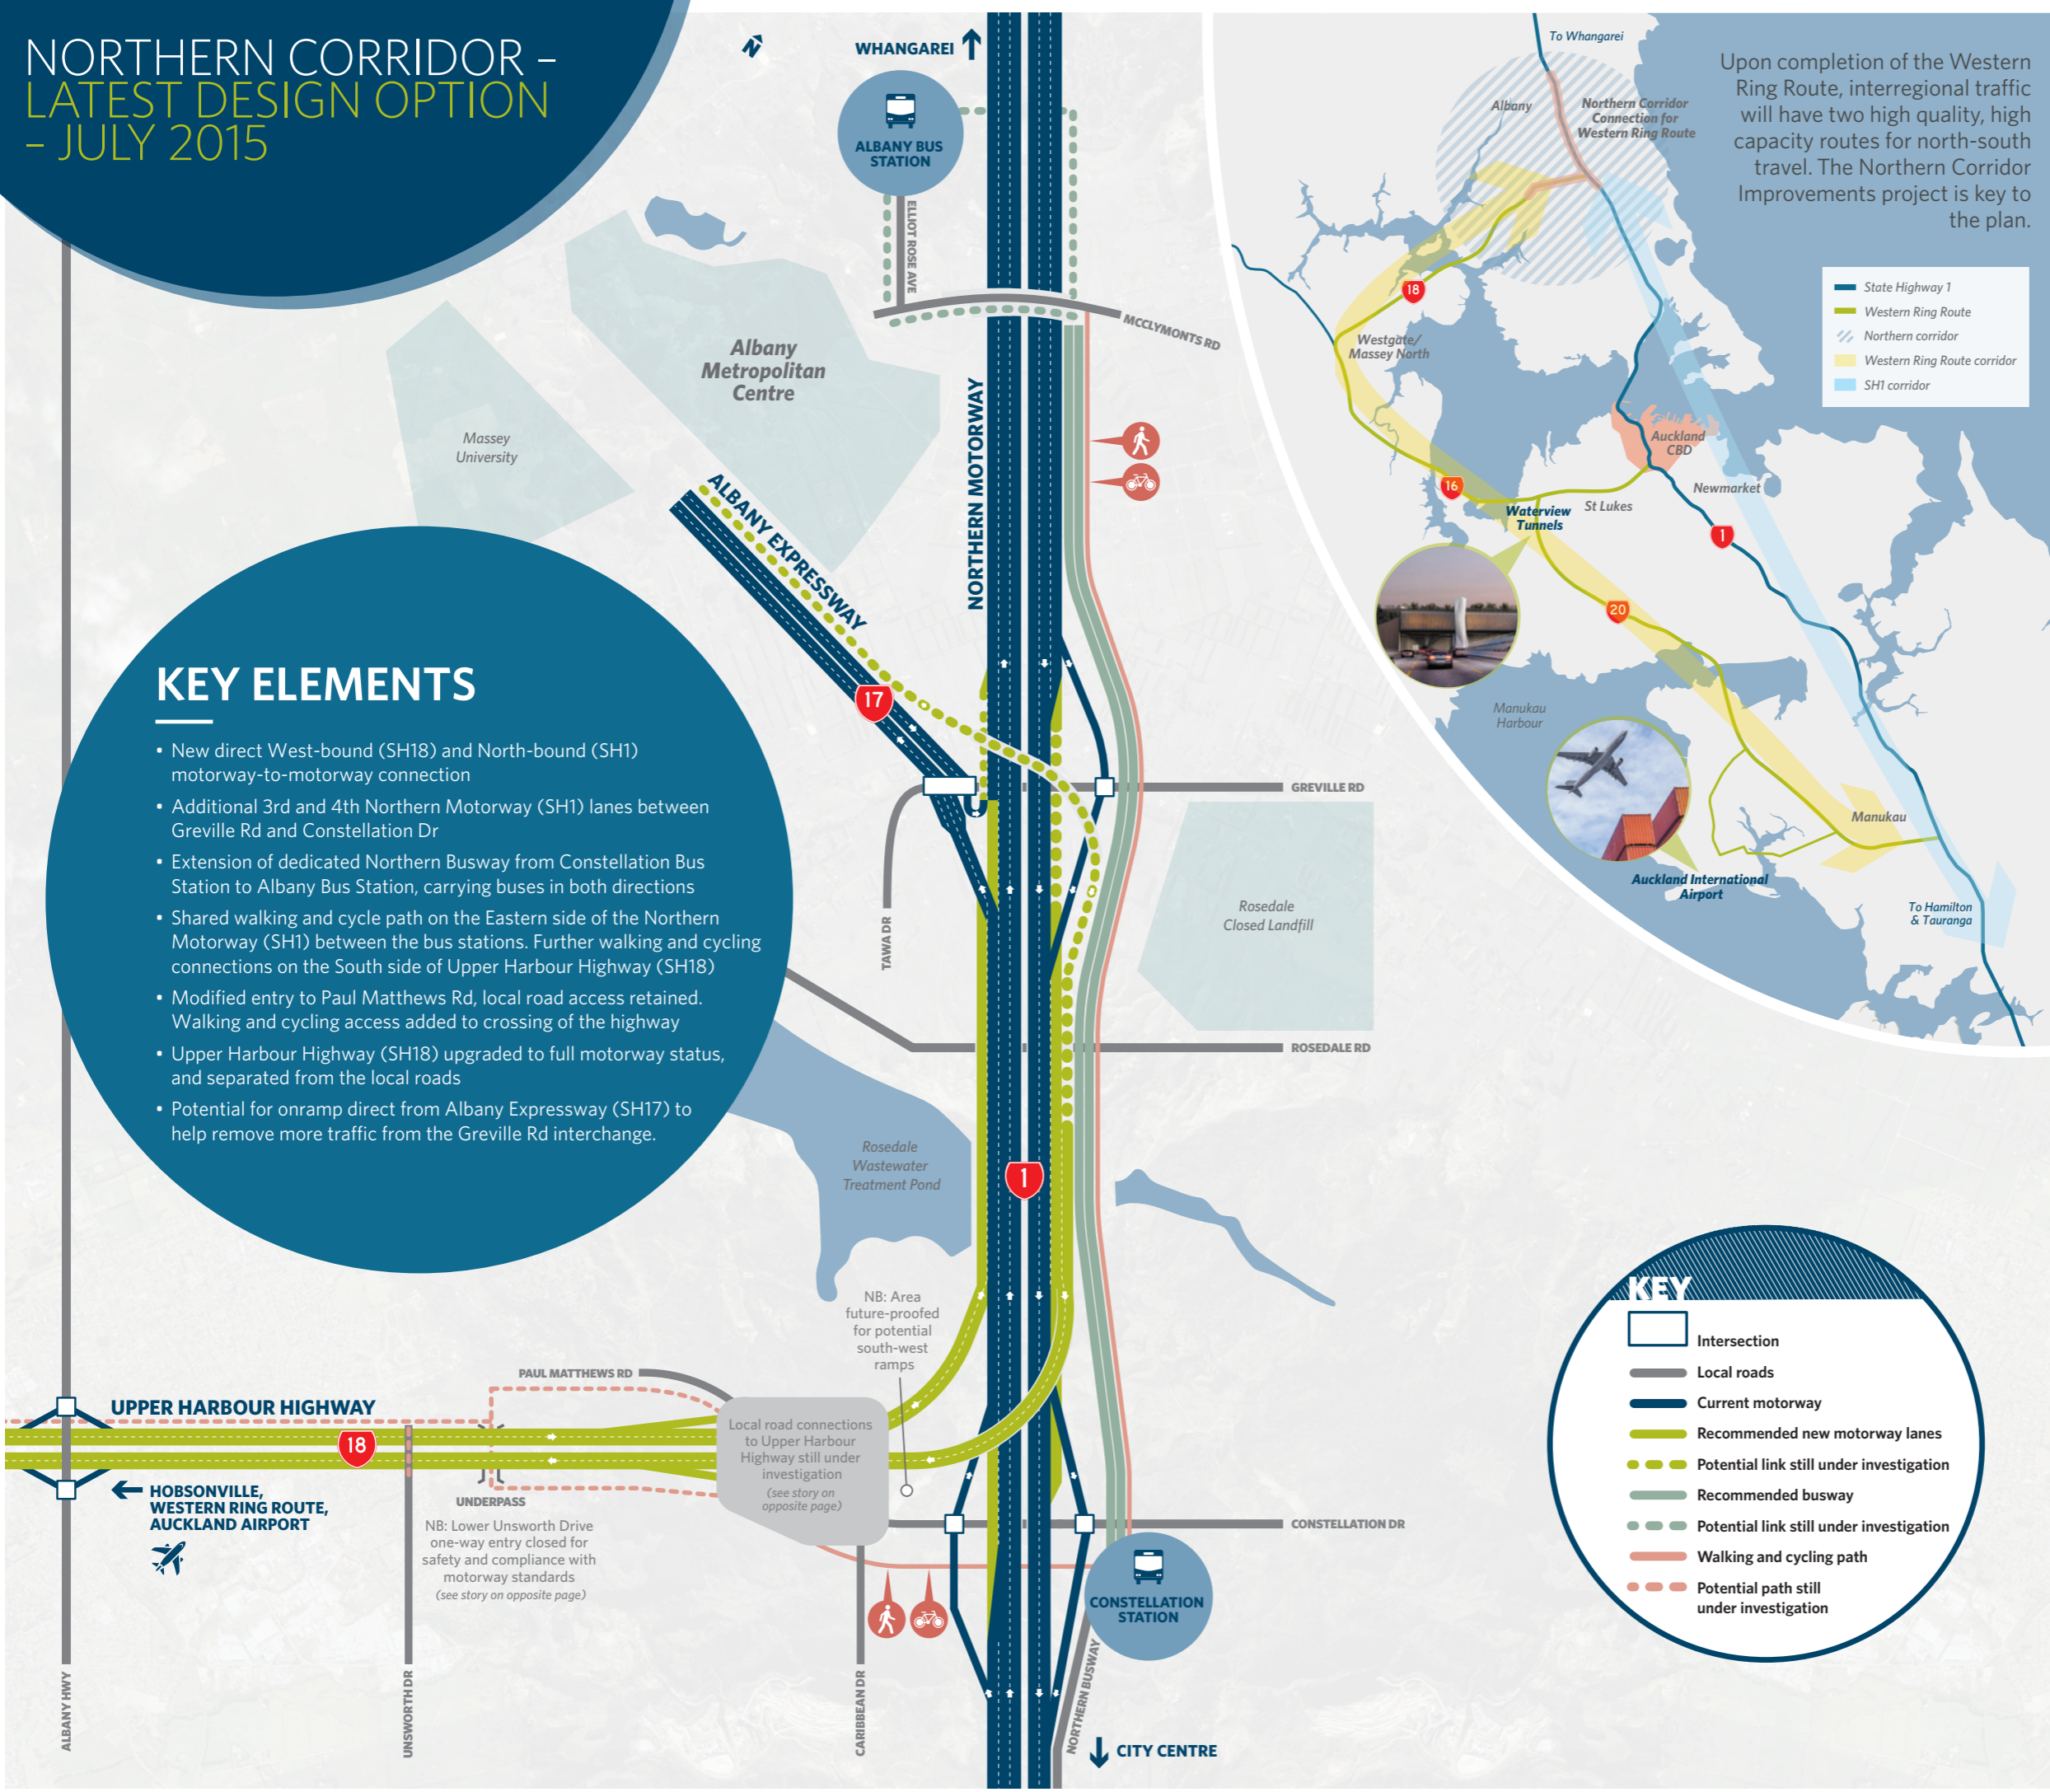 NORTHERN CORRIDOR –
LATEST DESIGN OPTION
– JULY 2015
N
WHANGAREI
ALBANY BUS
STATION
ELLIOT ROSE AVE
MCCLYMONTS RD
Albany
Metropolitan
Centre
Massey
University
NORTHERN MOTORWAY
ALBANY EXPRESSWAY
17
GREVILLE RD
TAWA DR
Rosedale
Closed Landfill
ROSEDALE RD
Rosedale
Wastewater
Treatment Pond
1
KEY ELEMENTS
• New direct West-bound (SH18) and North-bound (SH1)
motorway-to-motorway connection
• Additional 3rd and 4th Northern Motorway (SH1) lanes between
Greville Rd and Constellation Dr
• Extension of dedicated Northern Busway from Constellation Bus
Station to Albany Bus Station, carrying buses in both directions
• Shared walking and cycle path on the Eastern side of the Northern
Motorway (SH1) between the bus stations. Further walking and cycling
connections on the South side of Upper Harbour Highway (SH18)
• Modified entry to Paul Matthews Rd, local road access retained.
Walking and cycling access added to crossing of the highway
• Upper Harbour Highway (SH18) upgraded to full motorway status,
and separated from the local roads
• Potential for onramp direct from Albany Expressway (SH17) to
help remove more traffic from the Greville Rd interchange.
NB: Area
future-proofed
for potential
south-west
ramps
PAUL MATTHEWS RD
UPPER HARBOUR HIGHWAY
18
Local road connections
to Upper Harbour
Highway still under
investigation
(see story on
opposite page)
HOBSONVILLE,
WESTERN RING ROUTE,
AUCKLAND AIRPORT
UNDERPASS
NB: Lower Unsworth Drive
one-way entry closed for
safety and compliance with
motorway standards
(see story on opposite page)
CONSTELLATION DR
CONSTELLATION
STATION
ALBANY HWY
UNSWORTH DR
CARIBBEAN DR
NORTHERN BUSWAY
CITY CENTRE
To Whangarei
Albany
Northern Corridor
Connection for
Western Ring Route
Upon completion of the Western
Ring Route, interregional traffic
will have two high quality, high
capacity routes for north-south
travel. The Northern Corridor
Improvements project is key to
the plan.
State Highway 1
Western Ring Route
Northern corridor
Western Ring Route corridor
SH1 corridor
18
Westgate/
Massey North
Auckland
CBD
16
Newmarket
St Lukes
Waterview
Tunnels
1
20
Manukau
Harbour
Manukau
Auckland International
Airport
To Hamilton
& Tauranga
KEY
Intersection
Local roads
Current motorway
Recommended new motorway lanes
Potential link still under investigation
Recommended busway
Potential link still under investigation
Walking and cycling path
Potential path still
under investigation